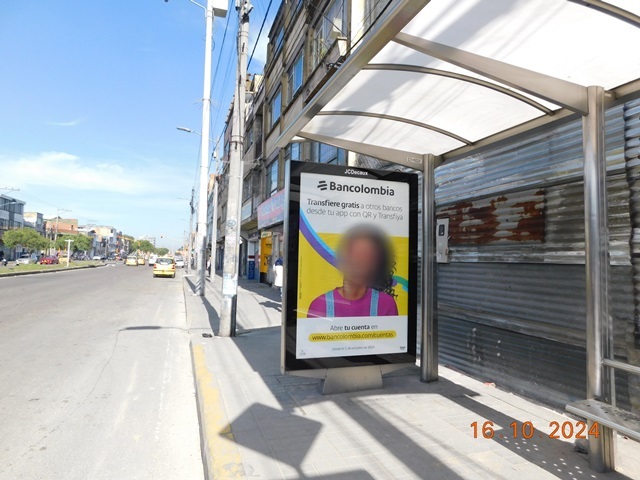 JCDecaux
Bancolombia
Transfiere gratis a otros bancos
desde tu app con QR y Transfiya
Abre tu cuenta en
www.bancolombia.com/cuentas
16 10 2024